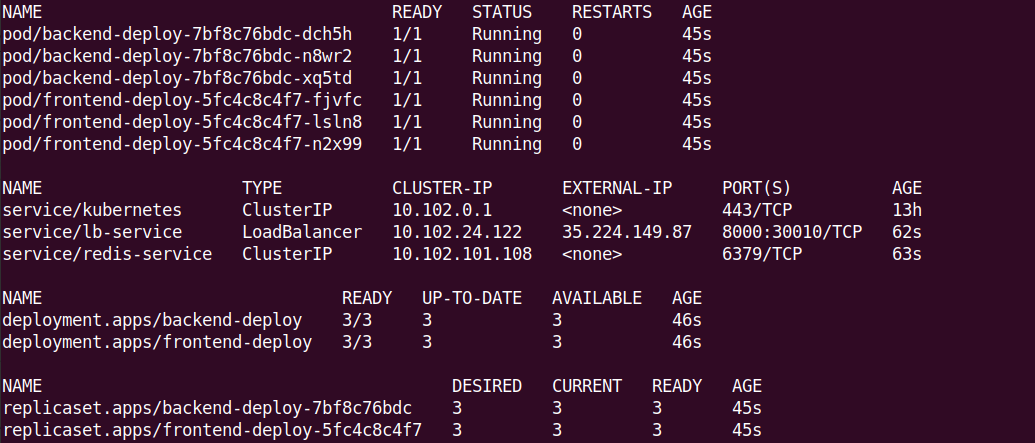 NAME                                   READY   STATUS    RESTARTS   AGE
pod/backend-deploy-7bf8c76bdc-dch5h    1/1     Running   0          45s
pod/backend-deploy-7bf8c76bdc-n8wr2    1/1     Running   0          45s
pod/backend-deploy-7bf8c76bdc-xq5td    1/1     Running   0          45s
pod/frontend-deploy-5fc4c8c4f7-fjvfc   1/1     Running   0          45s
pod/frontend-deploy-5fc4c8c4f7-lsln8   1/1     Running   0          45s
pod/frontend-deploy-5fc4c8c4f7-n2x99   1/1     Running   0          45s
NAME                    TYPE           CLUSTER-IP       EXTERNAL-IP     PORT(S)          AGE
service/kubernetes      ClusterIP      10.102.0.1       <none>          443/TCP          13h
service/lb-service      LoadBalancer   10.102.24.122    35.224.149.87   8000:30010/TCP   62s
service/redis-service   ClusterIP      10.102.101.108   <none>          6379/TCP         63s
NAME                              READY   UP-TO-DATE   AVAILABLE   AGE
deployment.apps/backend-deploy    3/3     3            3           46s
deployment.apps/frontend-deploy   3/3     3            3           46s
NAME                                         DESIRED   CURRENT   READY   AGE
replicaset.apps/backend-deploy-7bf8c76bdc    3         3         3       45s
replicaset.apps/frontend-deploy-5fc4c8c4f7   3         3         3       45s